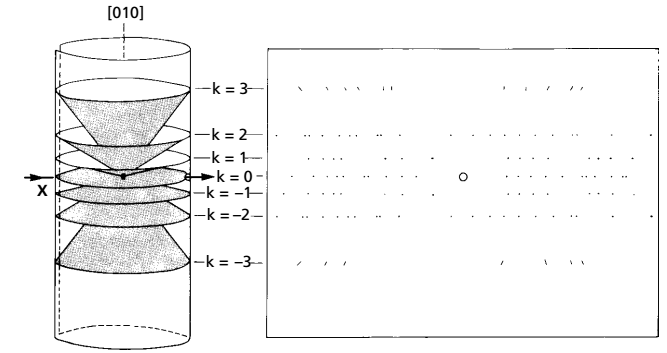 [010]
k = 3
k = 2
k = 1
k = 0
X
k = –1
k = –2
k = –3